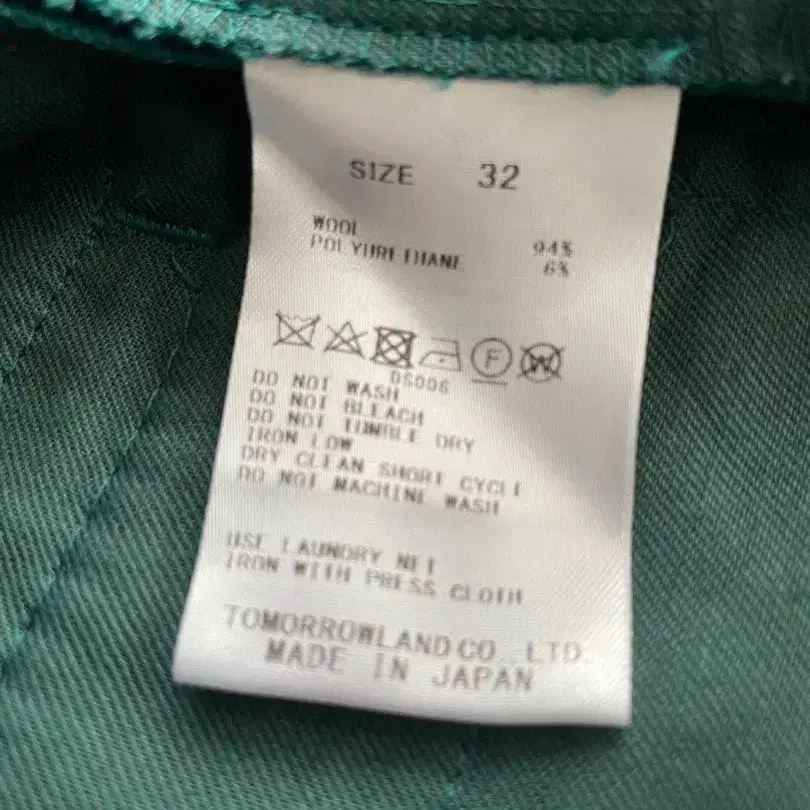 SIZE 32
WOOL 94%
POLYURETHANE 6%
F W
DS006
DO NOT WASH
DO NOT BLEACH
DO NOT TUMBLE DRY
IRON LOW
DRY CLEAN SHORT CYCLE
DO NOT MACHINE WASH
USE LAUNDRY NET
IRON WITH PRESS CLOTH
TOMORROWLAND CO. LTD.
MADE IN JAPAN